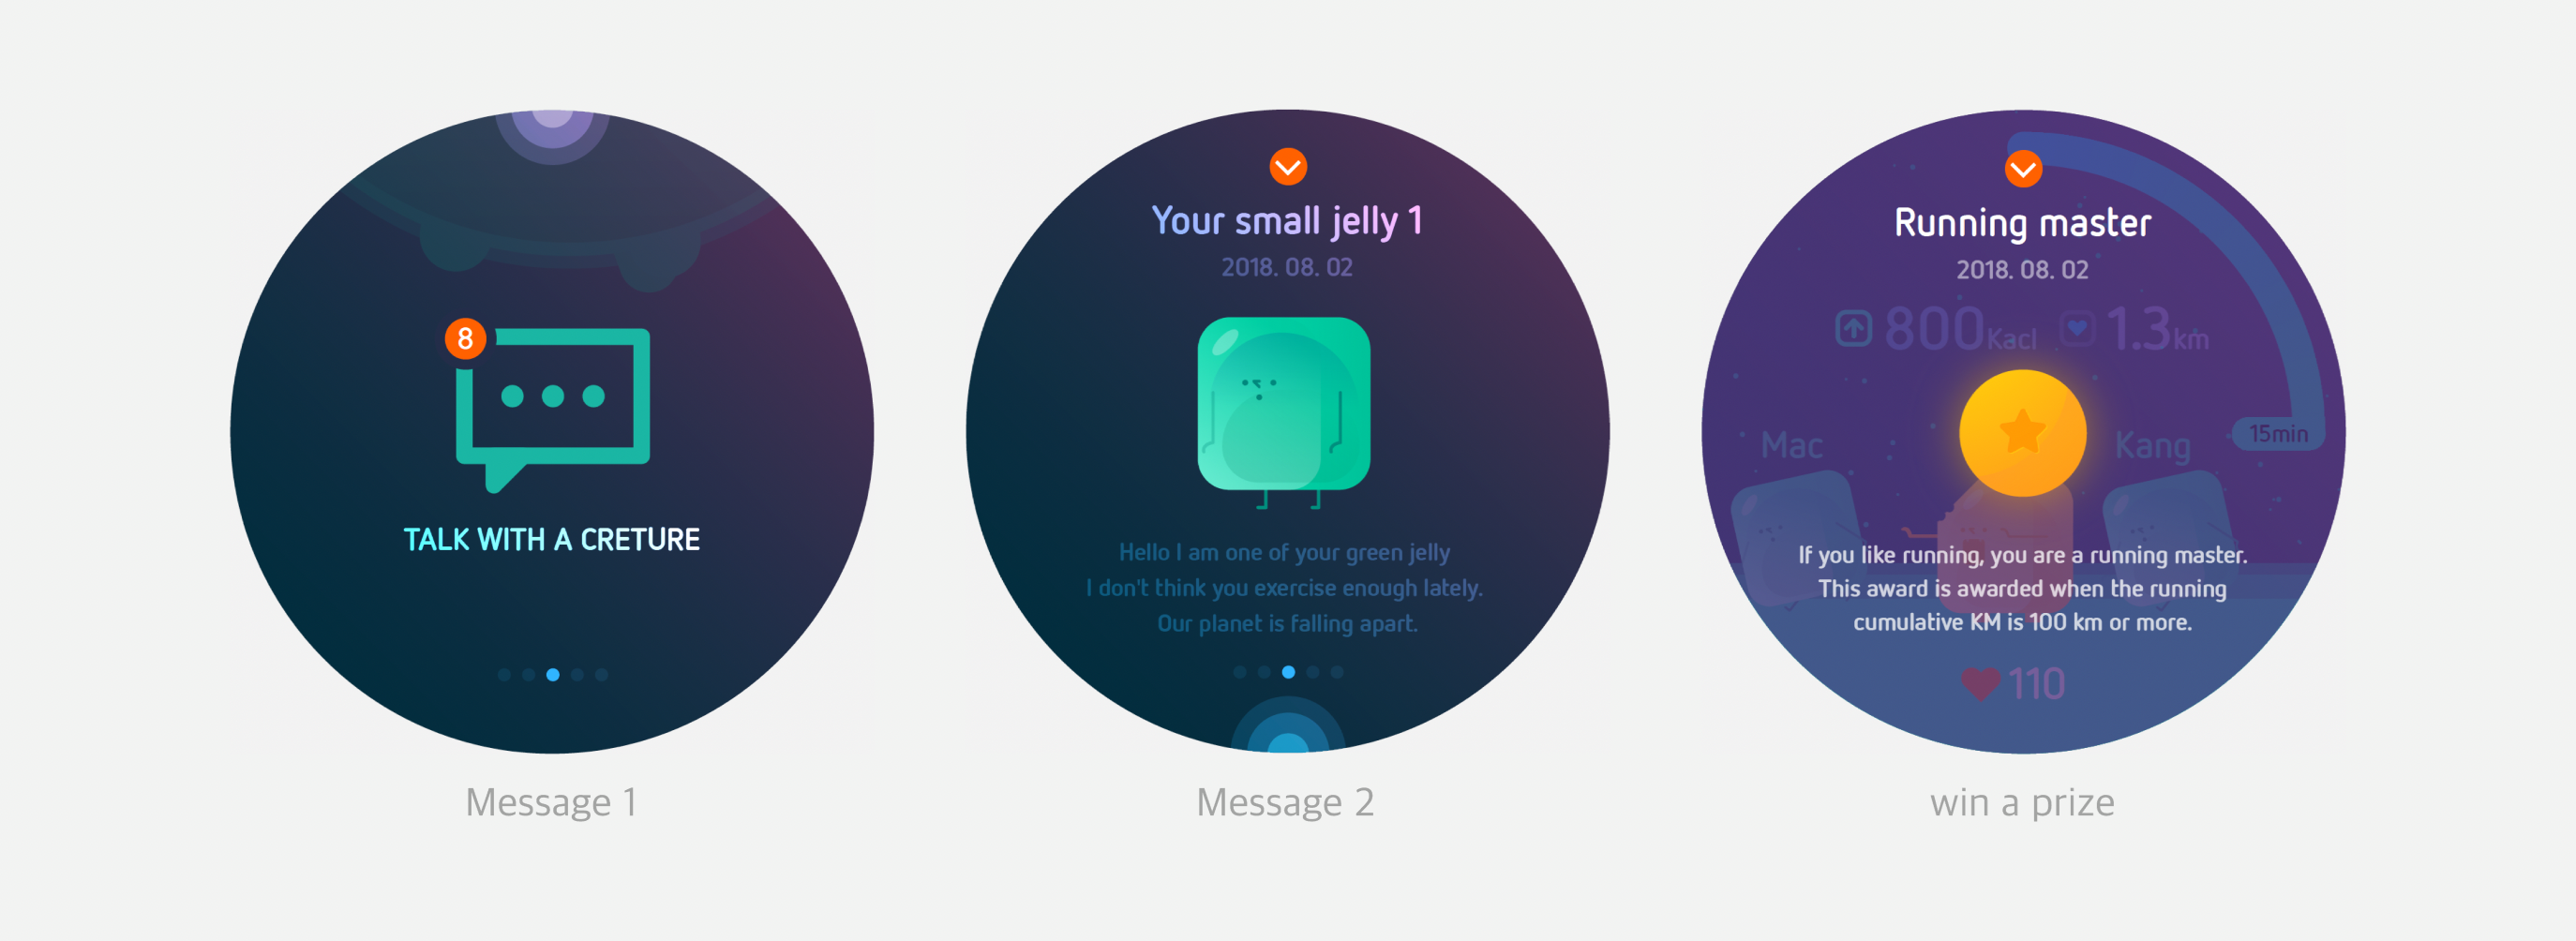 8
TALK WITH A CRETURE
Message 1
Your small jelly 1
2018. 08. 02
Hello I am one of your green jelly
I don't think you exercise enough lately.
Our planet is falling apart.
Message 2
Running master
2018. 08. 02
800Kacl 1.3km
15min
Mac Kang
If you like running, you are a running master.
This award is awarded when the running
cumulative KM is 100 km or more.
110
win a prize